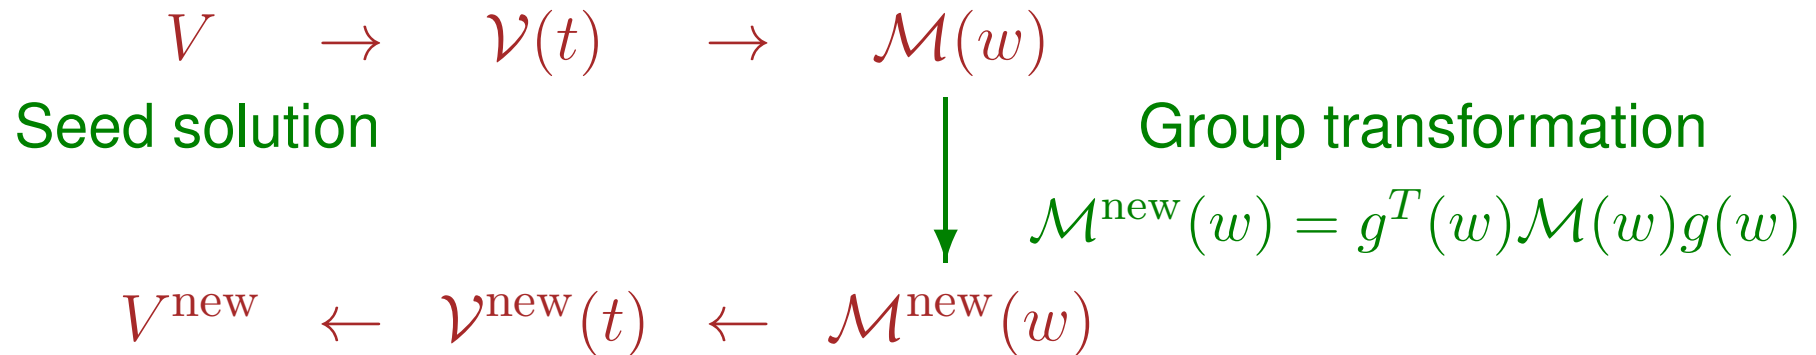 V → 𝒱(t) → ℳ(w)
Seed solution Group transformation
ℳ^new(w) = g^T(w)ℳ(w)g(w)
V^new ← 𝒱^new(t) ← ℳ^new(w)